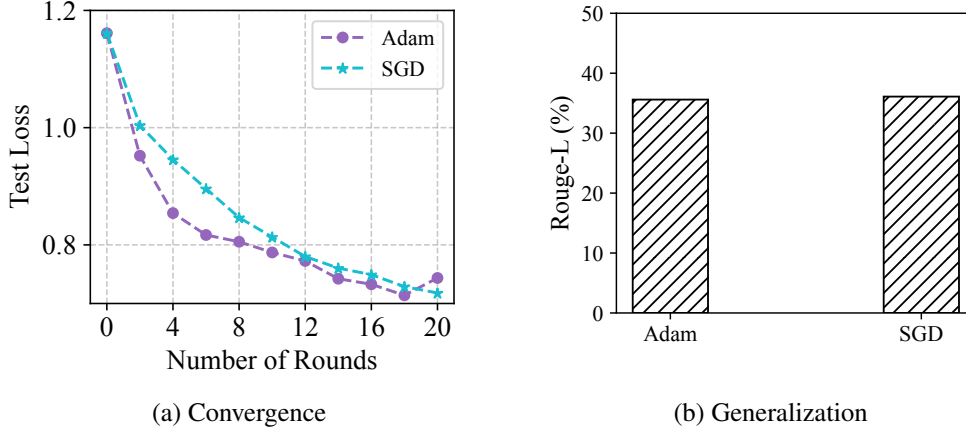 1.2
1.0
0.8
Test Loss
Adam
SGD
0
4
8
12
16
20
Number of Rounds
(a) Convergence
50
40
30
20
10
0
Rouge-L (%)
Adam
SGD
(b) Generalization